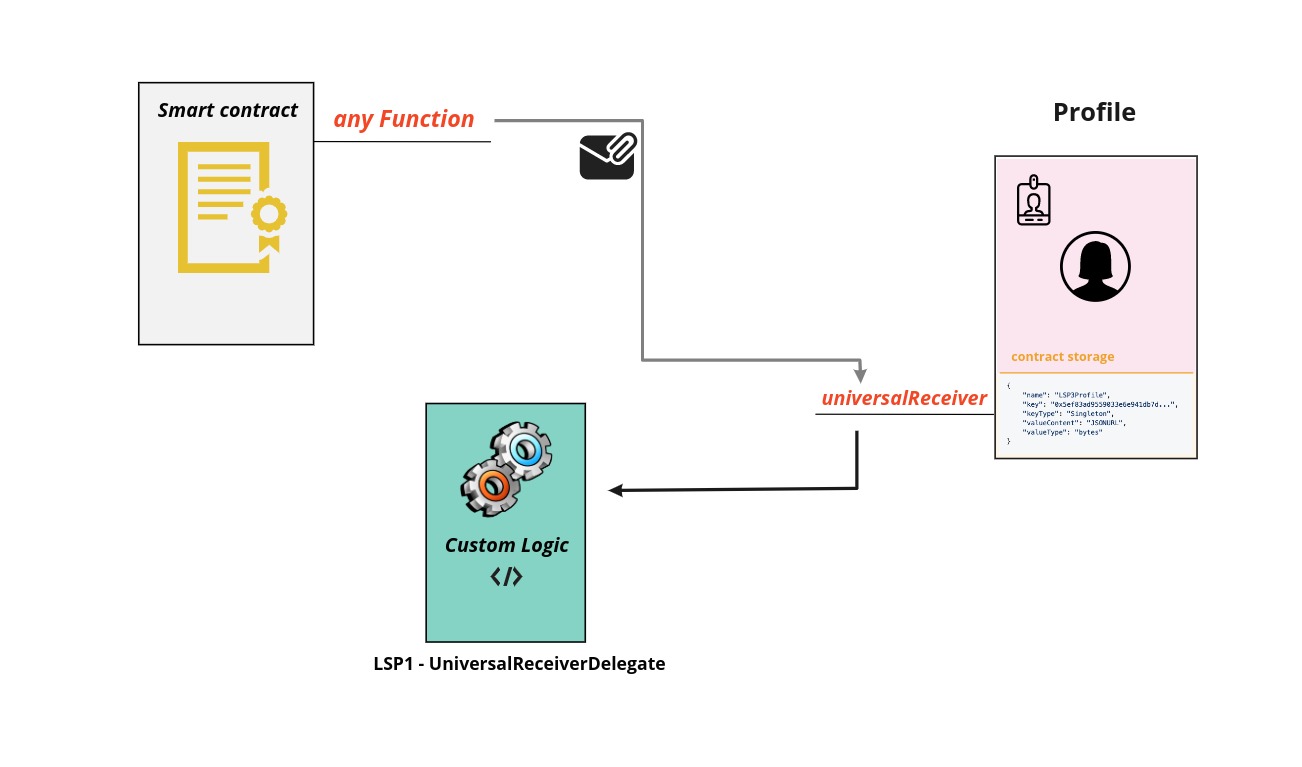 Smart contract
any Function
Profile
contract storage
{
"name": "LSP3Profile",
"key": "0x5ef83ad9559033e6e941db7d...",
"keyType": "Singleton",
"valueContent": "JSONURL",
"valueType": "bytes"
}
universalReceiver
Custom Logic
</>
LSP1 - UniversalReceiverDelegate